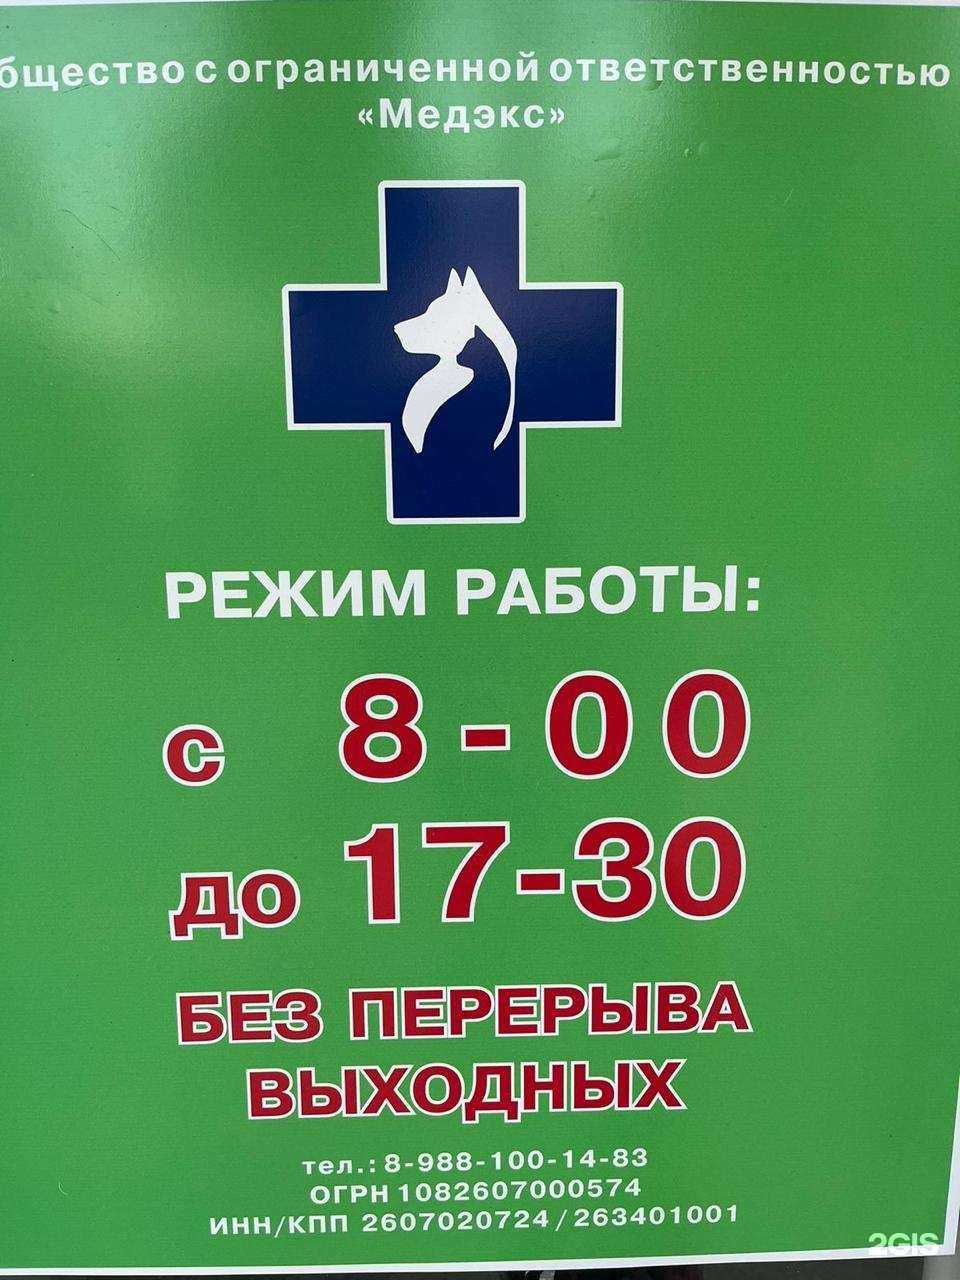 бщество с ограниченной ответственностью
«Медэкс»
РЕЖИМ РАБОТЫ:
с 8-00
до 17-30
БЕЗ ПЕРЕРЫВА
ВЫХОДНЫХ
тел.: 8-988-100-14-83
ОГРН 1082607000574
ИНН/КПП 2607020724/263401001
2GIS